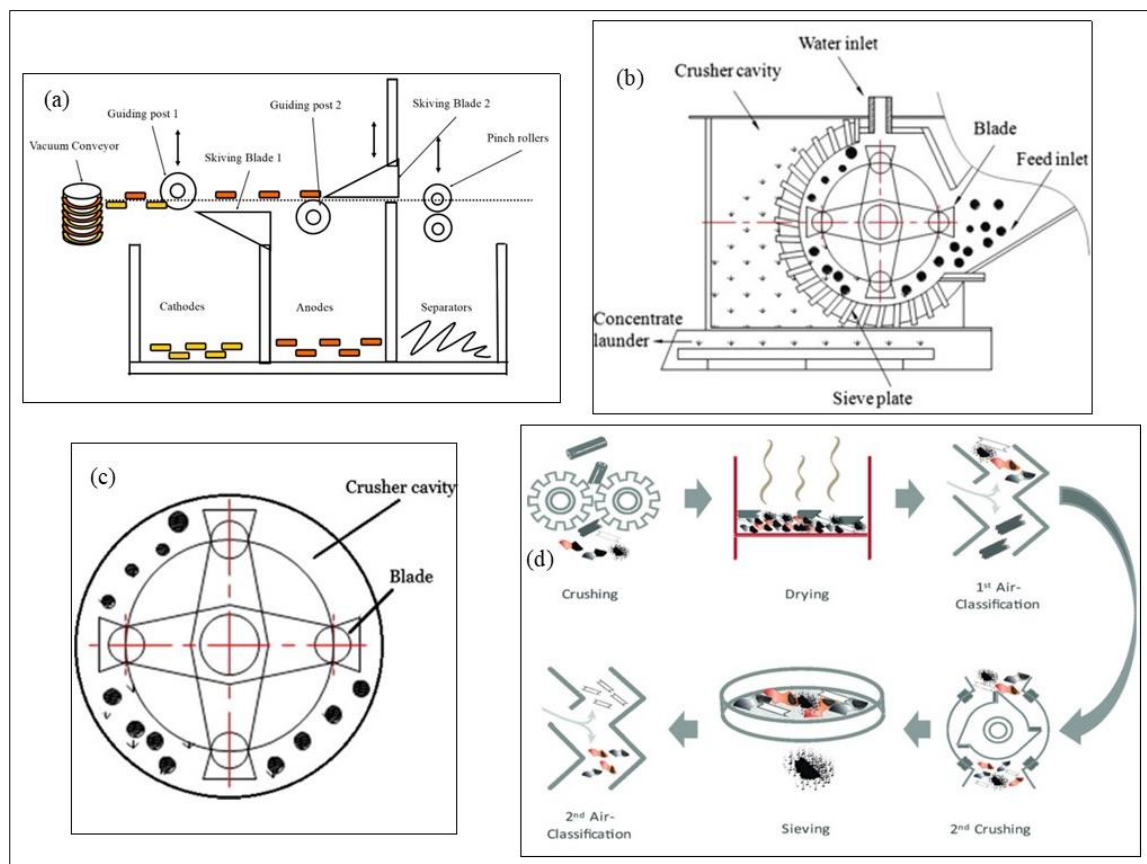 (a)
Guiding post 1
Guiding post 2
Skiving Blade 2
Vacuum Conveyor
Skiving Blade 1
Pinch rollers
Cathodes
Anodes
Separators
(b)
Water inlet
Crusher cavity
Blade
Feed inlet
Concentrate
launder
Sieve plate
(c)
Crusher cavity
Blade
(d)
Crushing
Drying
1st Air-
Classification
2nd Air-
Classification
Sieving
2nd Crushing